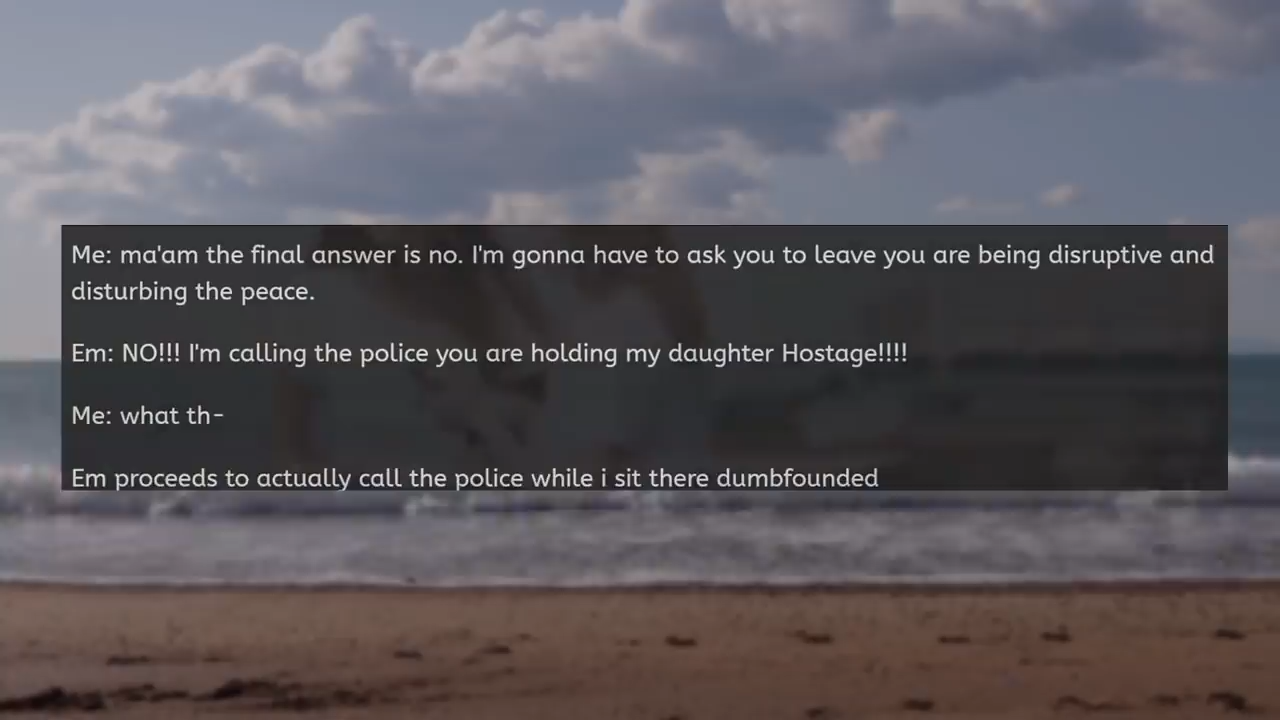 Me: ma'am the final answer is no. I'm gonna have to ask you to leave you are being disruptive and
disturbing the peace.
Em: NO!!! I'm calling the police you are holding my daughter Hostage!!!!
Me: what th-
Em proceeds to actually call the police while i sit there dumbfounded